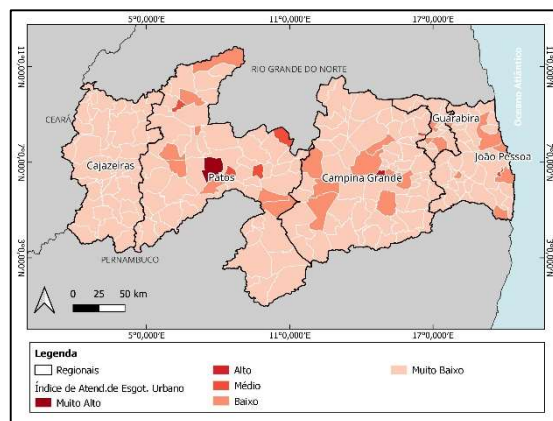 5°0,000'E 11°0,000'E 17°0,000'E
11°0,000'N 11°0,000'N
RIO GRANDE DO NORTE
Oceano Atlântico
CEARÁ
Guarabira
7°0,000'N 7°0,000'N
João Pessoa
Cajazeiras
Patos
Campina Grande
3°0,000'N 3°0,000'N
PERNAMBUCO
0 25 50 km
5°0,000'E 11°0,000'E 17°0,000'E
Legenda
Regionais
Índice de Atend.de Esgot. Urbano
Muito Alto
Alto
Médio
Baixo
Muito Baixo